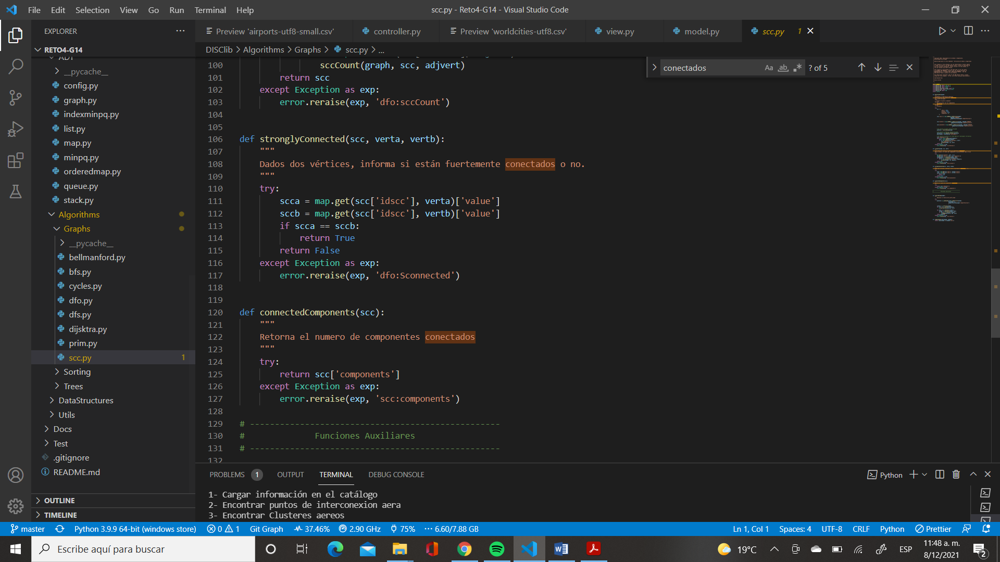 File Edit Selection View Go Run Terminal Help
scc.py - Reto4-G14 - Visual Studio Code
EXPLORER
Preview 'airports-utf8-small.csv'
controller.py
Preview 'worldcities-utf8.csv'
view.py
model.py
scc.py 1
RETO4-G14
DISClib > Algorithms > Graphs > scc.py > ...
conectados
Aa ab .* ? of 5
ADT
__pycache__
config.py
graph.py
indexminpq.py
list.py
map.py
minpq.py
orderedmap.py
queue.py
stack.py
Algorithms
Graphs
__pycache__
bellmanford.py
bfs.py
cycles.py
dfo.py
dfs.py
dijsktra.py
prim.py
scc.py 1
Sorting
Trees
DataStructures
Utils
Docs
Test
.gitignore
README.md
OUTLINE
TIMELINE
100 sccCount(graph, scc, adjvert)
101 return scc
102 except Exception as exp:
103 error.reraise(exp, 'dfo:sccCount')
104
105
106 def stronglyConnected(scc, verta, vertb):
107 """
108 Dados dos vértices, informa si están fuertemente conectados o no.
109 """
110 try:
111 scca = map.get(scc['idscc'], verta)['value']
112 sccb = map.get(scc['idscc'], vertb)['value']
113 if scca == sccb:
114 return True
115 return False
116 except Exception as exp:
117 error.reraise(exp, 'dfo:Sconnected')
118
119
120 def connectedComponents(scc):
121 """
122 Retorna el numero de componentes conectados
123 """
124 try:
125 return scc['components']
126 except Exception as exp:
127 error.reraise(exp, 'scc:components')
128
129 # --------------------------------------------------
130 # Funciones Auxiliares
131 # --------------------------------------------------
132
PROBLEMS 1 OUTPUT TERMINAL DEBUG CONSOLE
Python
1- Cargar información en el catálogo
2- Encontrar puntos de interconexion aera
3- Encontrar Clusteres aereos
master Python 3.9.9 64-bit (windows store) 0 1 Git Graph 37.46% 2.90 GHz 75% 6.60/7.88 GB
Ln 1, Col 1 Spaces: 4 UTF-8 CRLF Python Prettier
Escribe aquí para buscar
19°C
ESP
11:48 a. m.
8/12/2021
2